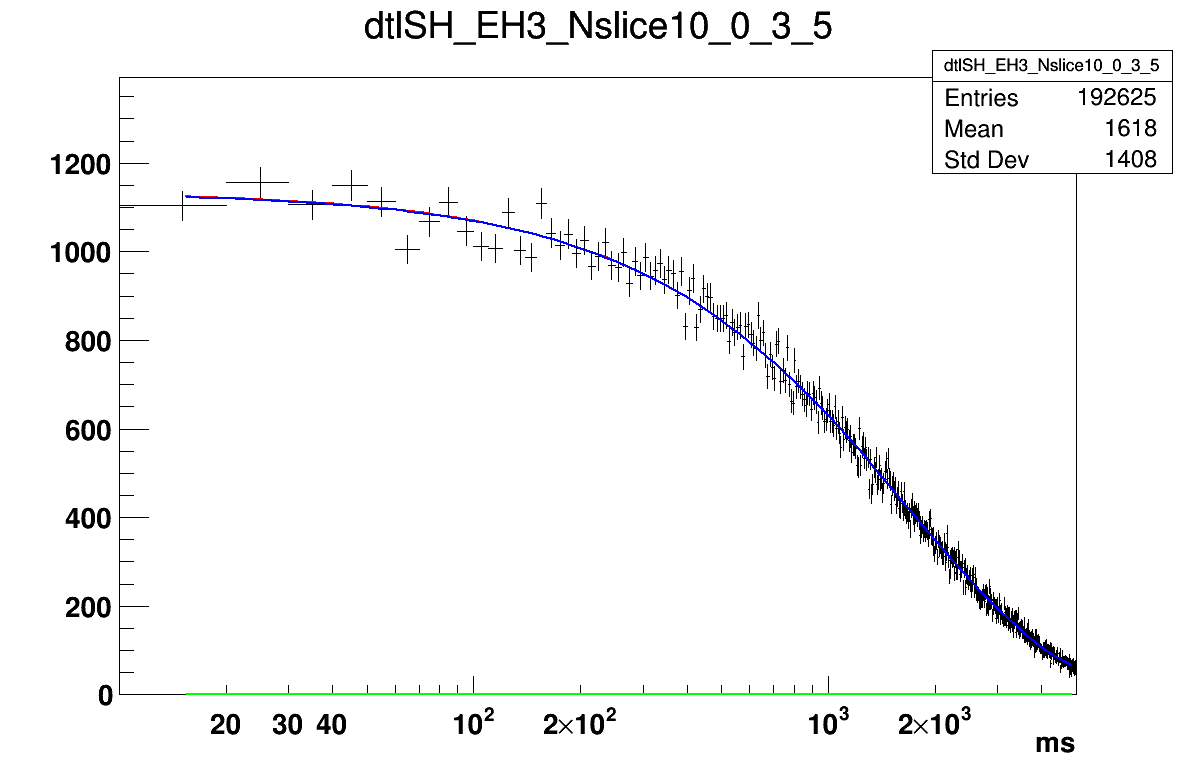 dtlSH_EH3_Nslice10_0_3_5
dtlSH_EH3_Nslice10_0_3_5
Entries 192625
Mean 1618
Std Dev 1408
1200
1000
800
600
400
200
0
20 30 40 10² 2×10² 10³ 2×10³
ms